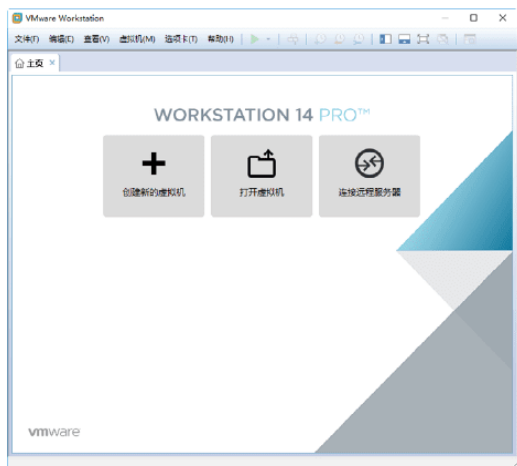 VMware Workstation
文件(F) 编辑(E) 查看(V) 虚拟机(M) 选项卡(T) 帮助(H)
主页
WORKSTATION 14 PRO™
创建新的虚拟机 打开虚拟机 连接远程服务器
vmware